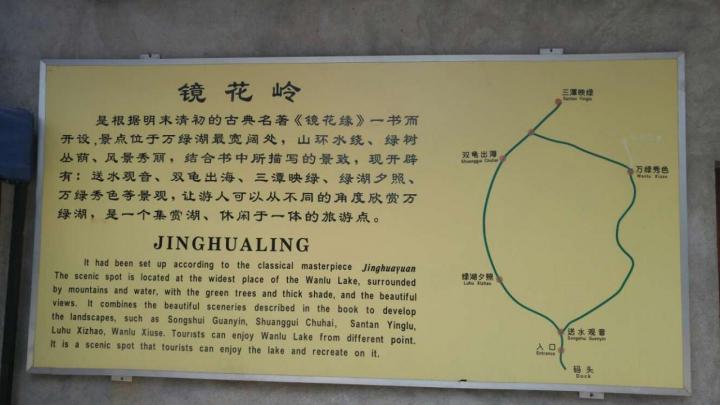 镜花岭
是根据明末清初的古典名著《镜花缘》一书而
开设,景点位于万绿湖最宽阔处，山环水绕、绿树
丛荫、风景秀丽，结合书中所描写的景致，现开辟
有：送水观音、双龟出海、三潭映绿、绿湖夕照、
万绿秀色等景观，让游人可以从不同的角度欣赏万
绿湖，是一个集赏湖、休闲于一体的旅游点。
JINGHUALING
It had been set up according to the classical masterpiece Jinghuayuan
The scenic spot is located at the widest place of the Wanlu Lake, surrounded
by mountains and water, with the green trees and thick shade, and the beautiful
views. It combines the beautiful sceneries described in the book to develop
the landscapes, such as Songshui Guanyin, Shuanggui Chuhai, Santan Yinglu,
Luhu Xizhao, Wanlu Xiuse. Tourists can enjoy Wanlu Lake from different point.
It is a scenic spot that tourists can enjoy the lake and recreate on it.
三潭映绿
Santan Yinglu
双龟出海
Shuanggui Chuhai
万绿秀色
Wanlu Xiuse
绿湖夕照
Luhu Xizhao
送水观音
Songshui Guanyin
入口
Entrance
码头
Dock